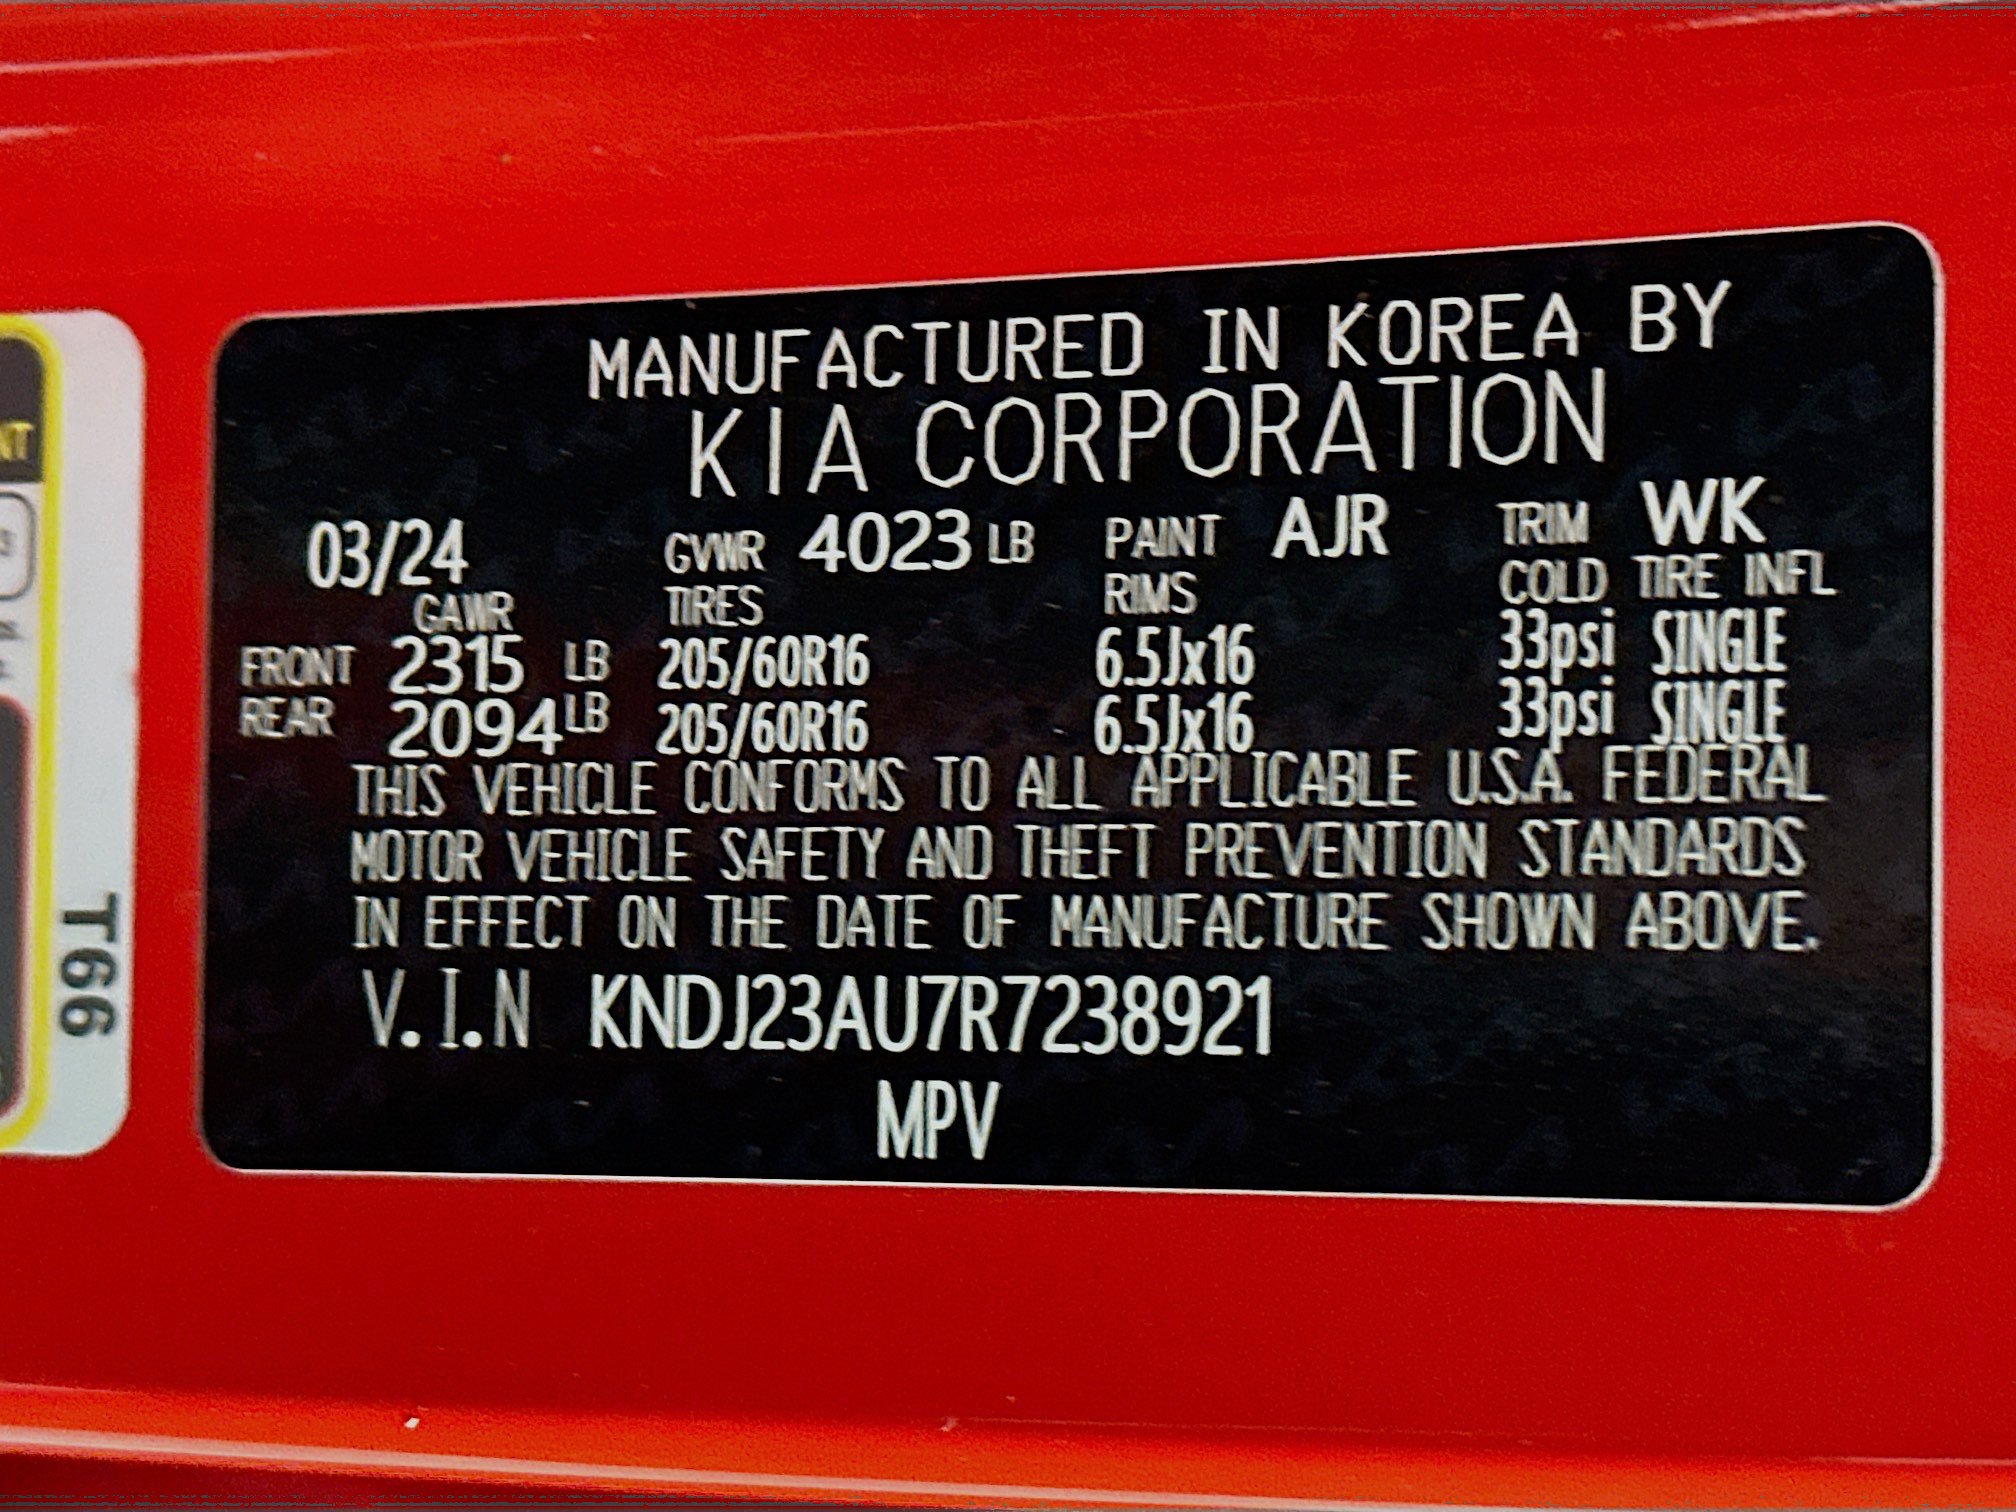 MANUFACTURED IN KOREA BY
KIA CORPORATION
03/24 GVWR 4023 LB PAINT AJR TRIM WK
GAWR TIRES RIMS COLD TIRE INFL
FRONT 2315 LB 205/60R16 6.5Jx16 33psi SINGLE
REAR 2094 LB 205/60R16 6.5Jx16 33psi SINGLE
THIS VEHICLE CONFORMS TO ALL APPLICABLE U.S.A. FEDERAL
MOTOR VEHICLE SAFETY AND THEFT PREVENTION STANDARDS
IN EFFECT ON THE DATE OF MANUFACTURE SHOWN ABOVE.
V.I.N KNDJ23AU7R7238921
MPV
NT
T66